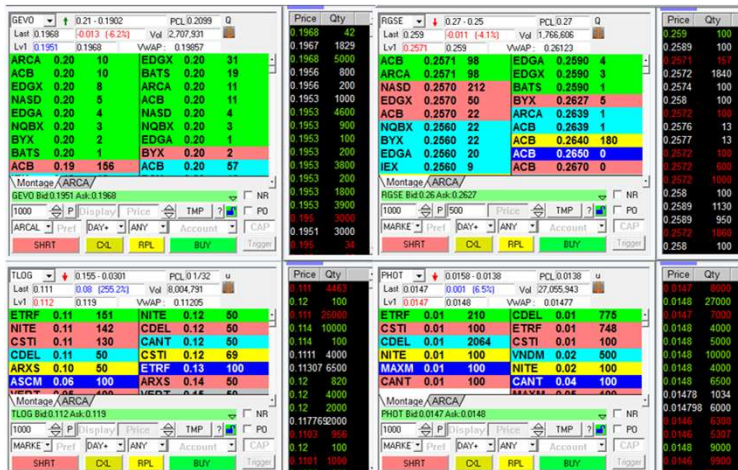 GEVO 0.21 - 0.1902 PCL 0.2099 Q
Last 0.1968 -0.013 (-6.2%) Vol 2,707,931
Lv1 0.1951 0.1968 VWAP: 0.19857
ARCA 0.20 10 EDGX 0.20 31
ACB 0.20 10 BATS 0.20 19
EDGX 0.20 8 ARCA 0.20 11
NASD 0.20 5 ACB 0.20 11
EDGA 0.20 4 NASD 0.20 4
NQBX 0.20 3 NQBX 0.20 3
BYX 0.20 2 EDGA 0.20 1
BATS 0.20 1 BYX 0.20 2
ACB 0.19 156 ACB 0.20 57
Montage ARCA
GEVO Bid:0.1951 Ask:0.1968 NR
1000 P Display Price TMP ? PO
ARCAL Pref DAY+ ANY Account CAP
SHRT CXL RPL BUY Trigger
Price Qty
0.1968 42
0.1967 1829
0.1968 5000
0.1956 800
0.1956 200
0.1953 1000
0.1953 4600
0.1953 900
0.1953 100
0.1953 200
0.1953 3800
0.1953 200
0.1953 1800
0.1953 3900
0.195 3000
0.1951 3000
0.195 34
RGSE 0.27 - 0.25 PCL 0.27 Q
Last 0.259 -0.011 (-4.1%) Vol 1,766,606
Lv1 0.2571 0.259 VWAP: 0.26123
ACB 0.2571 98 EDGA 0.2590 4
ARCA 0.2571 98 EDGX 0.2590 3
NASD 0.2570 212 BATS 0.2590 1
EDGX 0.2570 50 BYX 0.2627 5
ACB 0.2570 22 ARCA 0.2639 1
NQBX 0.2560 22 ACB 0.2639 1
BYX 0.2560 22 ACB 0.2640 180
EDGA 0.2560 20 ACB 0.2650 0
IEX 0.2560 9 ACB 0.2670 0
Montage ARCA
RGSE Bid:0.26 Ask:0.2627 NR
1000 P 500 Price TMP ? PO
MARKE Pref DAY+ ANY Account CAP
SHRT CXL RPL BUY Trigger
Price Qty
0.259 100
0.2589 100
0.2571 157
0.2572 1840
0.2574 100
0.258 100
0.2572 100
0.2576 13
0.2577 13
0.2572 100
0.2572 600
0.2572 1000
0.258 100
0.2589 1130
0.2589 950
0.2572 1860
0.258 100
TLOG 0.155 - 0.0301 PCL 0 1/32 u
Last 0.111 0.08 (255.2%) Vol 8,004,791
Lv1 0.112 0.119 VWAP: 0.11205
ETRF 0.11 151 NITE 0.12 50
NITE 0.11 142 CDEL 0.12 50
CSTI 0.11 130 CANT 0.12 50
CDEL 0.11 50 CSTI 0.12 69
ARXS 0.10 50 ETRF 0.13 100
ASCM 0.06 100 ARXS 0.14 50
Montage ARCA
TLOG Bid:0.112 Ask:0.119 NR
1000 P Display Price TMP ? PO
MARKE Pref DAY+ ANY Account CAP
SHRT CXL RPL BUY Trigger
Price Qty
0.111 4463
0.12 100
0.111 25000
0.114 10000
0.114 100
0.1111 4000
0.11307 6500
0.12 820
0.12 4000
0.12 2000
0.117769 2000
0.1103 956
0.12 100
0.1101 1000
PHOT 0.0158 - 0.0138 PCL 0.0138 u
Last 0.0147 0.001 (6.5%) Vol 27,055,943
Lv1 0.0147 0.0148 VWAP: 0.01477
ETRF 0.01 210 CDEL 0.01 775
CSTI 0.01 100 ETRF 0.01 748
CDEL 0.01 2064 CSTI 0.01 100
NITE 0.01 100 VNDM 0.02 500
MAXM 0.01 100 NITE 0.02 100
CANT 0.01 100 CANT 0.04 100
Montage ARCA
PHOT Bid:0.0147 Ask:0.0148 NR
1000 P Display Price TMP ? PO
MARKE Pref DAY+ ANY Account CAP
SHRT CXL RPL BUY Trigger
Price Qty
0.0147 8000
0.0148 27000
0.0147 7000
0.0148 4000
0.0148 5000
0.0148 10000
0.0148 4000
0.0148 6500
0.01478 1034
0.014798 6000
0.0146 6300
0.0146 5307
0.0148 9000
0.0146 9900